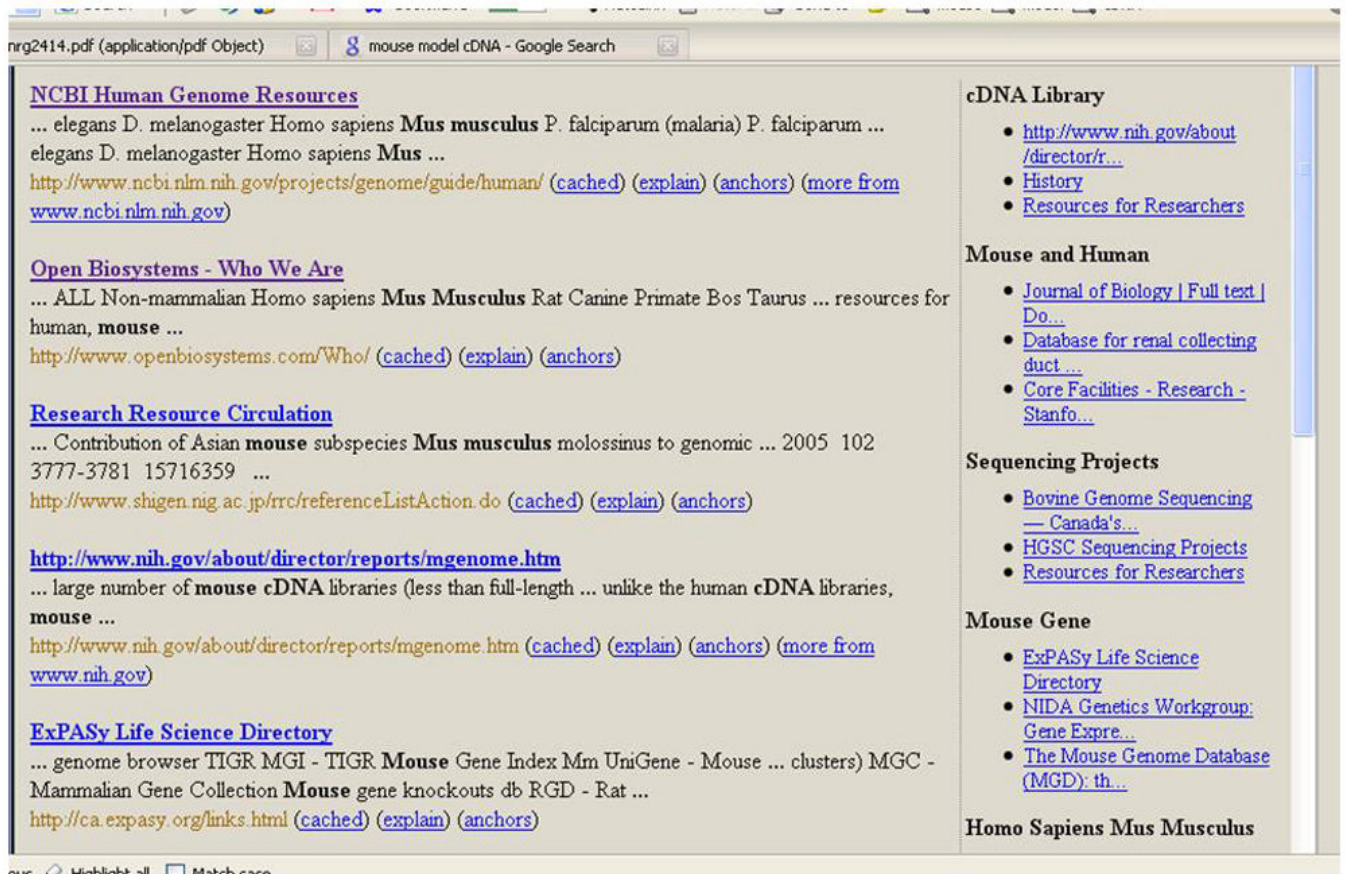 nrg2414.pdf (application/pdf Object)
mouse model cDNA - Google Search
NCBI Human Genome Resources
... elegans D. melanogaster Homo sapiens Mus musculus P. falciparum (malaria) P. falciparum ...
elegans D. melanogaster Homo sapiens Mus ...
http://www.ncbi.nlm.nih.gov/projects/genome/guide/human/ (cached) (explain) (anchors) (more from
www.ncbi.nlm.nih.gov)
Open Biosystems - Who We Are
... ALL Non-mammalian Homo sapiens Mus Musculus Rat Canine Primate Bos Taurus ... resources for
human, mouse ...
http://www.openbiosystems.com/Who/ (cached) (explain) (anchors)
Research Resource Circulation
... Contribution of Asian mouse subspecies Mus musculus molossinus to genomic ... 2005 102
3777-3781 15716359 ...
http://www.shigen.nig.ac.jp/rrc/referenceListAction.do (cached) (explain) (anchors)
http://www.nih.gov/about/director/reports/mgenome.htm
... large number of mouse cDNA libraries (less than full-length ... unlike the human cDNA libraries,
mouse ...
http://www.nih.gov/about/director/reports/mgenome.htm (cached) (explain) (anchors) (more from
www.nih.gov)
ExPASy Life Science Directory
... genome browser TIGR MGI - TIGR Mouse Gene Index Mm UniGene - Mouse ... clusters) MGC -
Mammalian Gene Collection Mouse gene knockouts db RGD - Rat ...
http://ca.expasy.org/links.html (cached) (explain) (anchors)
cDNA Library
http://www.nih.gov/about
/director/r...
History
Resources for Researchers
Mouse and Human
Journal of Biology | Full text |
Do...
Database for renal collecting
duct ...
Core Facilities - Research -
Stanfo...
Sequencing Projects
Bovine Genome Sequencing
— Canada's...
HGSC Sequencing Projects
Resources for Researchers
Mouse Gene
ExPASy Life Science
Directory
NIDA Genetics Workgroup:
Gene Expre...
The Mouse Genome Database
(MGD): th...
Homo Sapiens Mus Musculus
Highlight all Match case